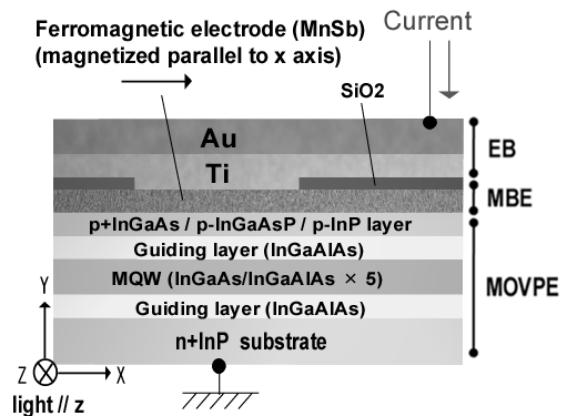 Ferromagnetic electrode (MnSb)
(magnetized parallel to x axis)
Current
SiO2
Au
Ti
EB
MBE
p+InGaAs / p-InGaAsP / p-InP layer
Guiding layer (InGaAlAs)
MQW (InGaAs/InGaAlAs × 5)
Guiding layer (InGaAlAs)
n+InP substrate
MOVPE
Y
Z
X
light // z